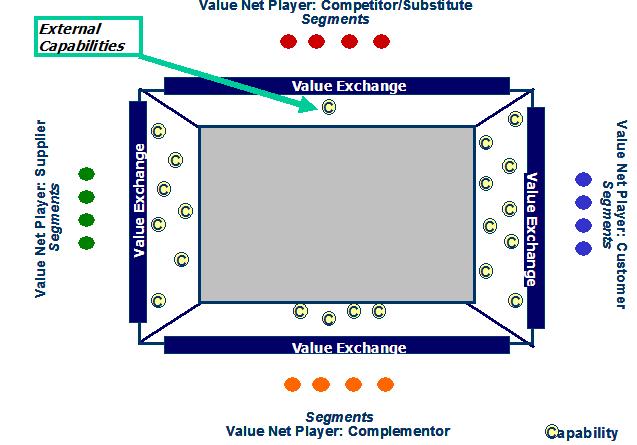 Value Net Player: Competitor/Substitute
Segments
External
Capabilities
Value Exchange
C
C
C
C
C
C
C
C
Value Net Player: Supplier
Segments
Value Exchange
C
C
C
C
C
C
C
C
C
Value Exchange
Value Net Player: Customer
Segments
C
C
C
C
Value Exchange
Segments
Value Net Player: Complementor
Capability